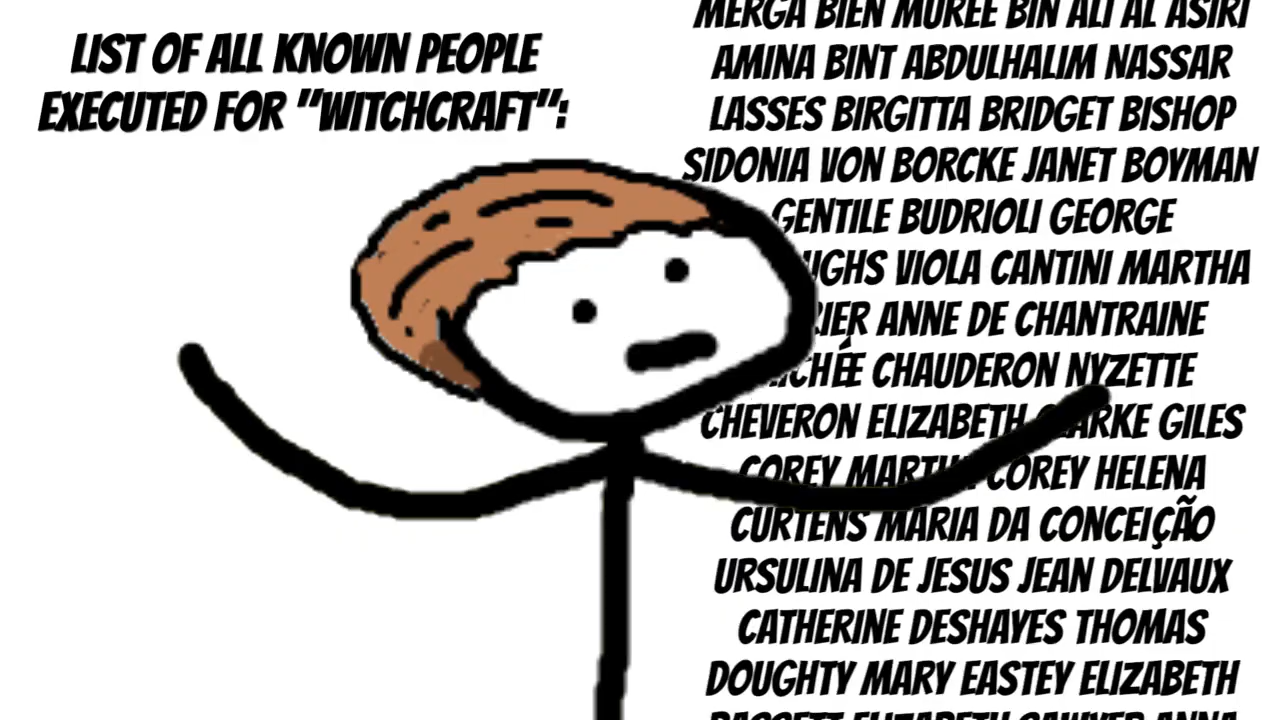 LIST OF ALL KNOWN PEOPLE
EXECUTED FOR "WITCHCRAFT":
MERGA BIEN MUREE BIN ALI AL ASIRI
AMINA BINT ABDULHALIM NASSAR
LASSES BIRGITTA BRIDGET BISHOP
SIDONIA VON BORCKE JANET BOYMAN
GENTILE BUDRIOLI GEORGE
VIOLA CANTINI MARTHA
ANNE DE CHANTRAINE
CHAUDERON NYZETTE
CHEVERON ELIZABETH CLARKE GILES
COREY MARTHA COREY HELENA
CURTENS MARIA DA CONCEIÇÃO
URSULINA DE JESUS JEAN DELVAUX
CATHERINE DESHAYES THOMAS
DOUGHTY MARY EASTEY ELIZABETH